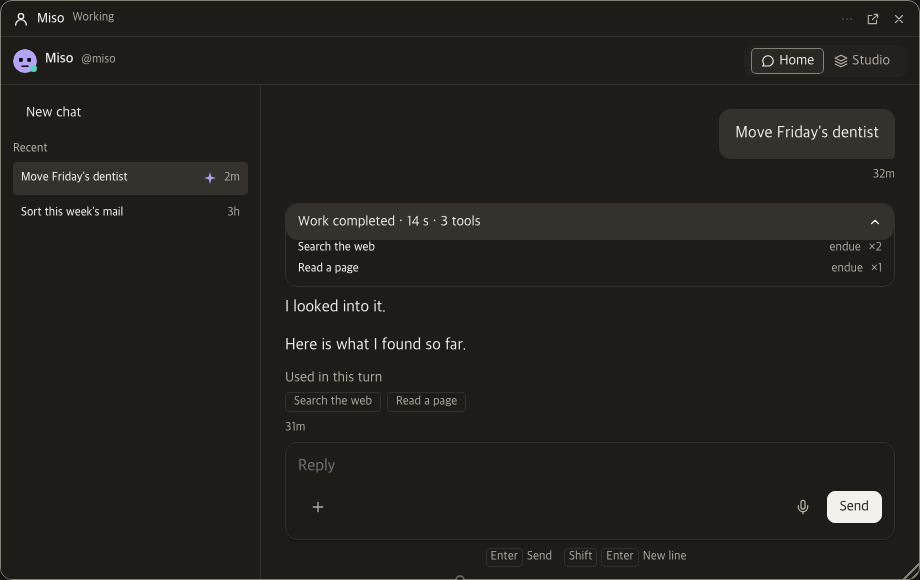 Miso Working
Miso @miso
Home Studio
New chat
Recent
Move Friday's dentist 2m
Sort this week's mail 3h
Move Friday's dentist
32m
Work completed · 14 s · 3 tools
Search the web endue ×2
Read a page endue ×1
I looked into it.
Here is what I found so far.
Used in this turn
Search the web Read a page
31m
Reply
Send
Enter Send Shift Enter New line